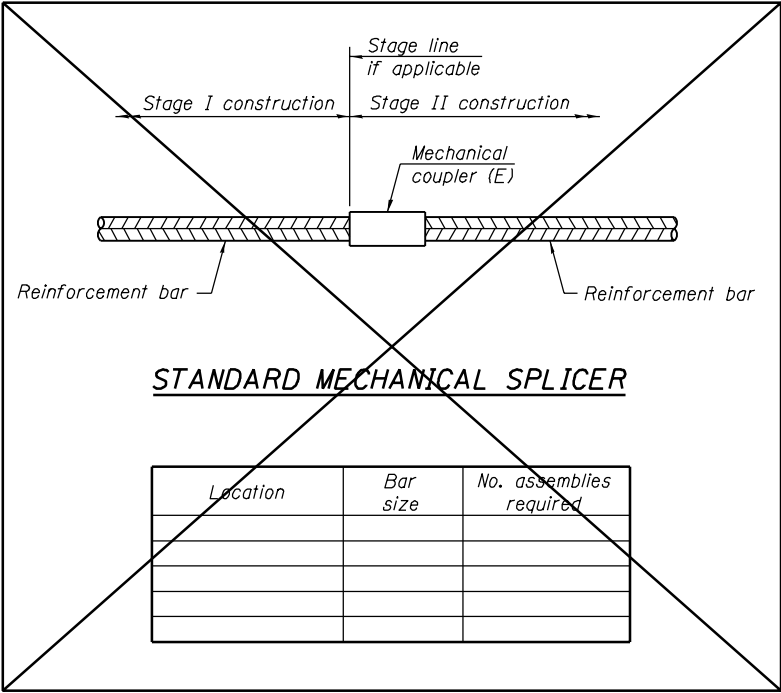 Stage line
if applicable
Stage I construction
Stage II construction
Mechanical
coupler (E)
Reinforcement bar
Reinforcement bar
STANDARD MECHANICAL SPLICER
Location
Bar
size
No. assemblies
required